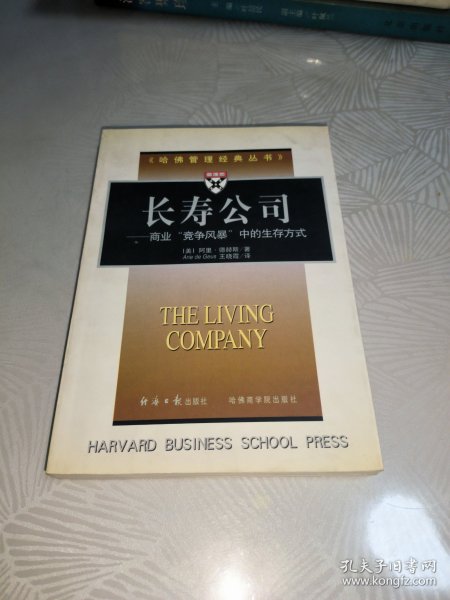 《哈佛管理经典丛书》
长寿公司
——商业“竞争风暴”中的生存方式
［美］阿里·德赫斯／著
Arie de Geus 王晓霞／译
THE LIVING
COMPANY
经济日报出版社 哈佛商学院出版社
HARVARD BUSINESS SCHOOL PRESS
孔夫子旧书网
www.kongfz.com